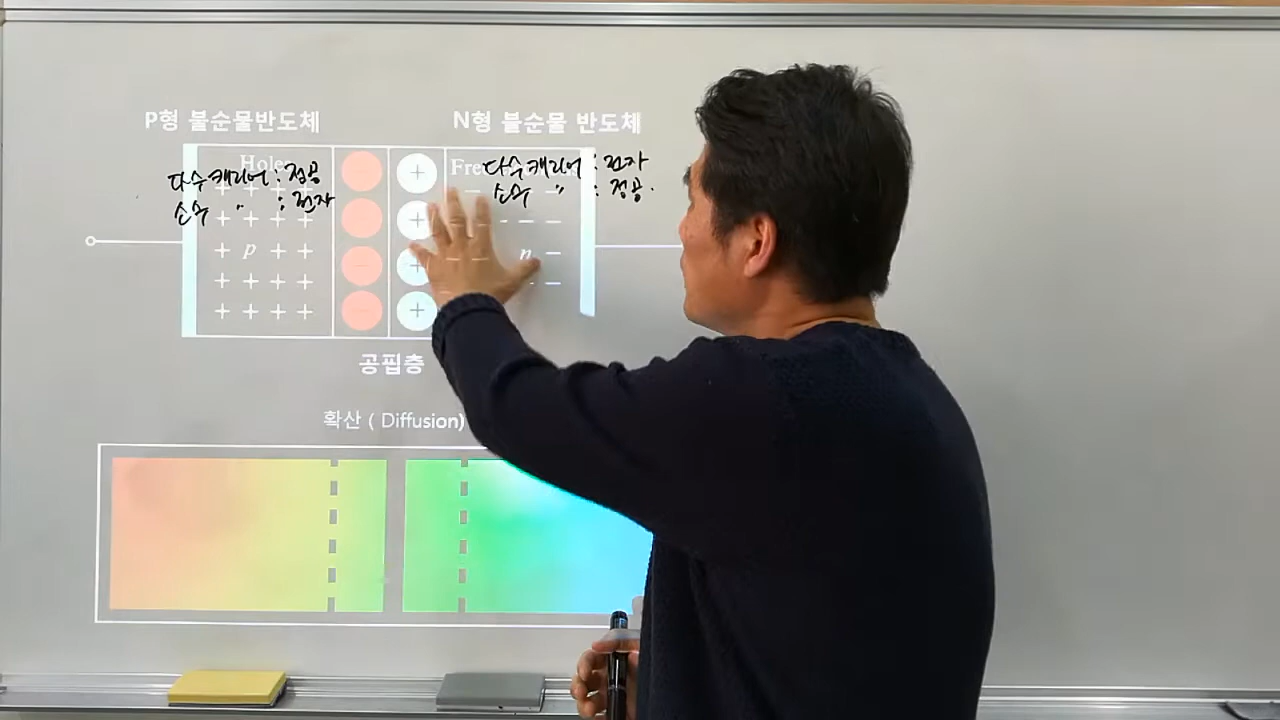 P형 불순물반도체
N형 불순물 반도체
Holes
다수캐리어 : 정공
소수 〃 : 전자
Free
다수캐리어 : 전자
소수 〃 : 정공.
+ + + +
+ + + +
+ p + +
+ + + +
+ + + +
+
+
+
+
n
공핍층
확산 ( Diffusion)